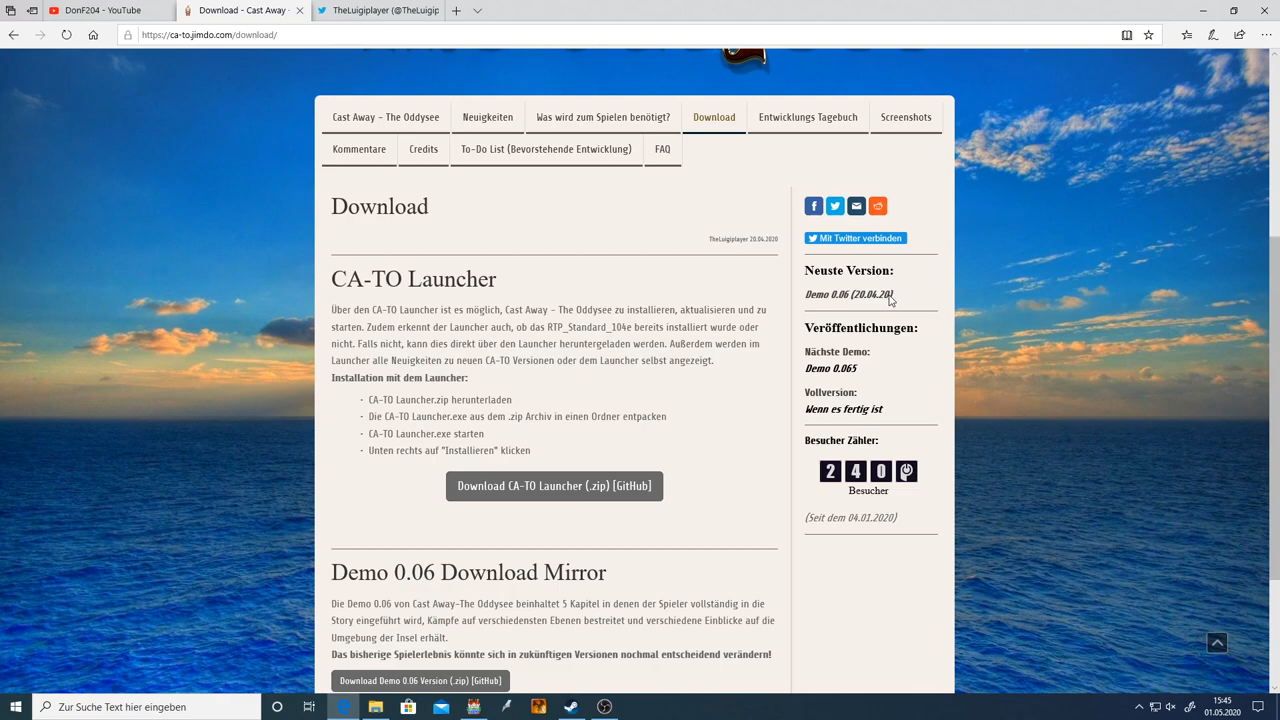 DonF204 - YouTube
Download - Cast Away -
TheLuigiplayer (@TheLuigip
https://ca-to.jimdo.com/download/
Cast Away - The Oddysee
Neuigkeiten
Was wird zum Spielen benötigt?
Download
Entwicklungs Tagebuch
Screenshots
Kommentare
Credits
To-Do List (Bevorstehende Entwicklung)
FAQ
Download
TheLuigiplayer 20.04.2020
CA-TO Launcher
Über den CA-TO Launcher ist es möglich, Cast Away - The Oddysee zu installieren, aktualisieren und zu
starten. Zudem erkennt der Launcher auch, ob das RTP_Standard_104e bereits installiert wurde oder
nicht. Falls nicht, kann dies direkt über den Launcher heruntergeladen werden. Außerdem werden im
Launcher alle Neuigkeiten zu neuen CA-TO Versionen oder dem Launcher selbst angezeigt.
Installation mit dem Launcher:
· CA-TO Launcher.zip herunterladen
· Die CA-TO Launcher.exe aus dem .zip Archiv in einen Ordner entpacken
· CA-TO Launcher.exe starten
· Unten rechts auf "Installieren" klicken
Download CA-TO Launcher (.zip) [GitHub]
Demo 0.06 Download Mirror
Die Demo 0.06 von Cast Away-The Oddysee beinhaltet 5 Kapitel in denen der Spieler vollständig in die
Story eingeführt wird, Kämpfe auf verschiedensten Ebenen bestreitet und verschiedene Einblicke auf die
Umgebung der Insel erhält.
Das bisherige Spielerlebnis könnte sich in zukünftigen Versionen nochmal entscheidend verändern!
Download Demo 0.06 Version (.zip) [GitHub]
Mit Twitter verbinden
Neuste Version:
Demo 0.06 (20.04.20)
Veröffentlichungen:
Nächste Demo:
Demo 0.065
Vollversion:
Wenn es fertig ist
Besucher Zähler:
240
Besucher
(Seit dem 04.01.2020)
Zur Suche Text hier eingeben
15:45
01.05.2020